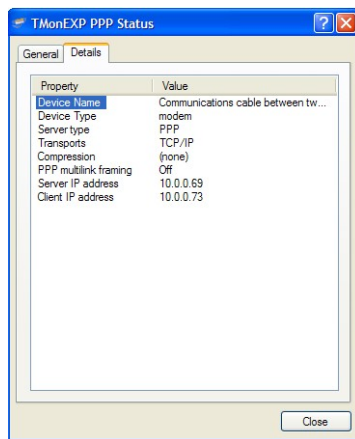 TMonEXP PPP Status
General Details
Property Value
Device Name Communications cable between tw...
Device Type modem
Server type PPP
Transports TCP/IP
Compression (none)
PPP multilink framing Off
Server IP address 10.0.0.69
Client IP address 10.0.0.73
Close